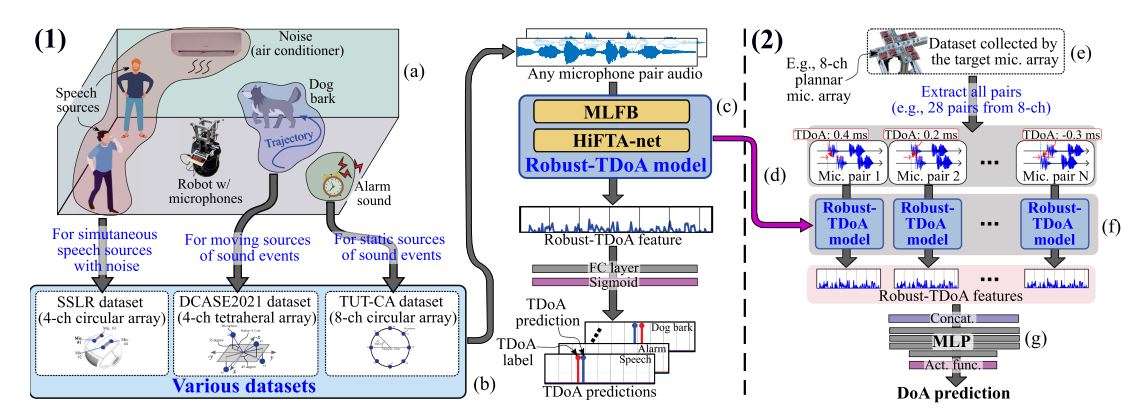 (1)
Noise
(air conditioner)
(a)
Speech
sources
Dog
bark
Trajectory
Robot w/
microphones
Alarm
sound
For simutaneous
speech sources
with noise
For moving sources
of sound events
For static sources
of sound events
SSLR dataset
(4-ch circular array)
DCASE2021 dataset
(4-ch tetraheral array)
TUT-CA dataset
(8-ch circular array)
Various datasets
(b)
Any microphone pair audio
(c)
MLFB
HiFTA-net
Robust-TDoA model
Robust-TDoA feature
FC layer
Sigmoid
TDoA
prediction
TDoA
label
Dog bark
Alarm
Speech
TDoA predictions
(d)
(2)
E.g., 8-ch
plannar
mic. array
Dataset collected by
the target mic. array
(e)
Extract all pairs
(e.g., 28 pairs from 8-ch)
TDoA: 0.4 ms
TDoA: 0.2 ms
TDoA: -0.3 ms
Mic. pair 1
Mic. pair 2
...
Mic. pair N
Robust-
TDoA
model
Robust-
TDoA
model
...
Robust-
TDoA
model
(f)
...
Robust-TDoA features
Concat.
MLP
(g)
Act. func.
DoA prediction